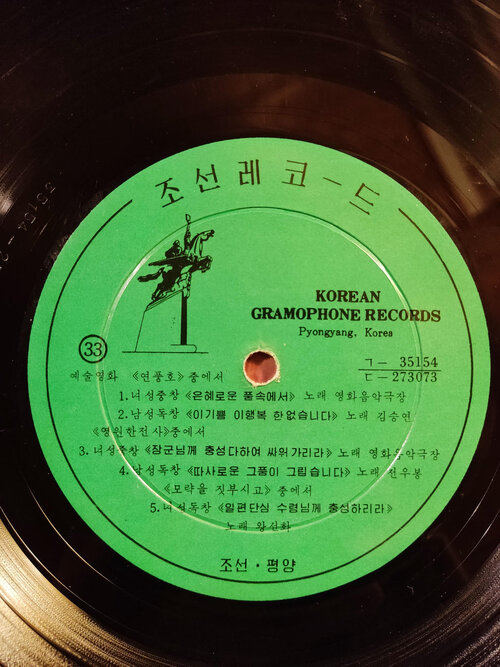 조선레코ー드
KOREAN
GRAMOPHONE RECORDS
Pyongyang, Korea
33
ㄱ— 35154
ㄷ—273073
예술영화 《연풍호》중에서
1. 녀성중창《은혜로운 품속에서》 노래 영화음악극장
2. 남성독창《이기쁨 이행복 한없습니다》 노래 김승연
《영원한전사》중에서
3. 녀성중창《장군님께 충성다하여 싸워가리라》 노래 영화음악극장
4. 남성독창《따사로운 그품이 그립습니다》 노래 전우봉
《모략을 짓부시고》 중에서
5. 녀성독창《일편단심 수령님께 충성하리라》
노래 왕선화
조선·평양